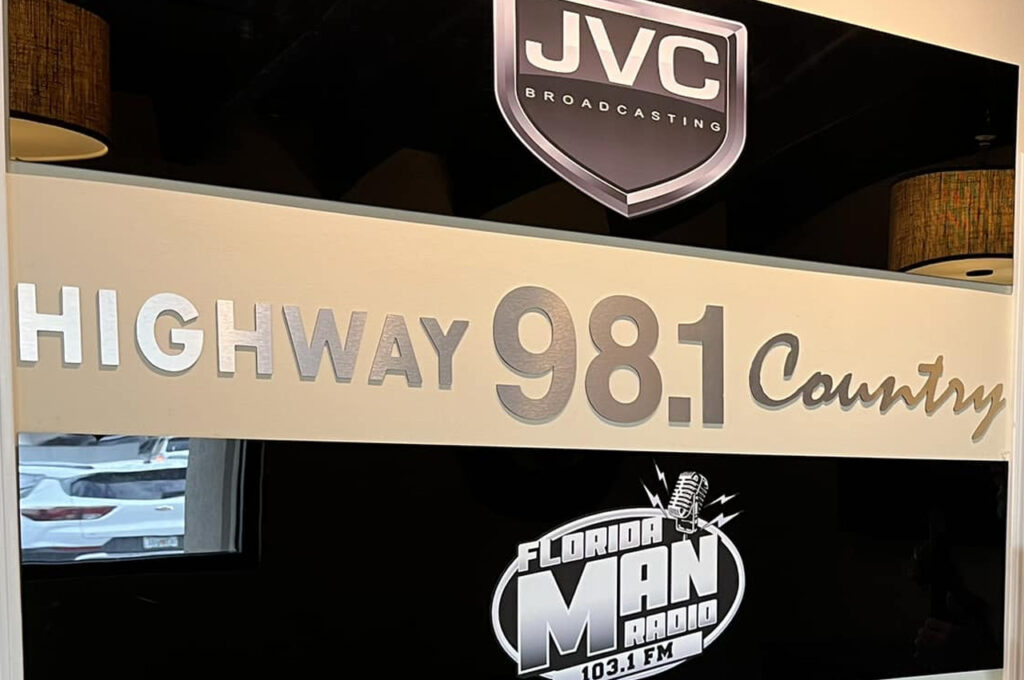 JVC
BROADCASTING
HIGHWAY 98.1 Country
FLORIDA
MAN
RADIO
103.1 FM